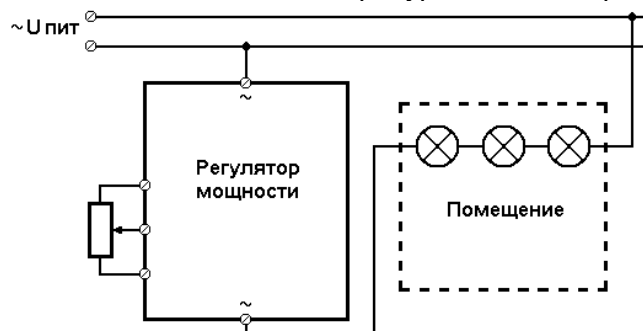 ~ U пит
~
Регулятор
мощности
Помещение
~